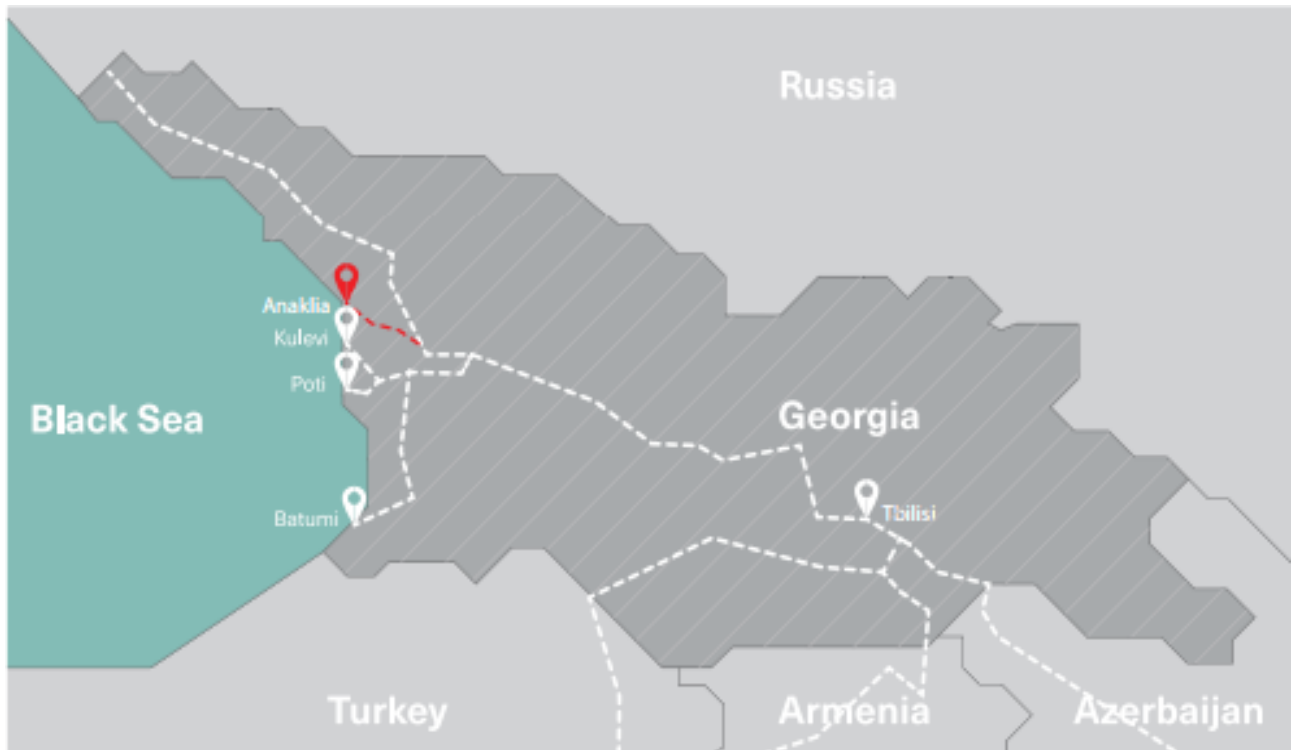 Russia
Anaklia
Kulevi
Poti
Black Sea
Georgia
Batumi
Tbilisi
Turkey
Armenia
Azerbaijan